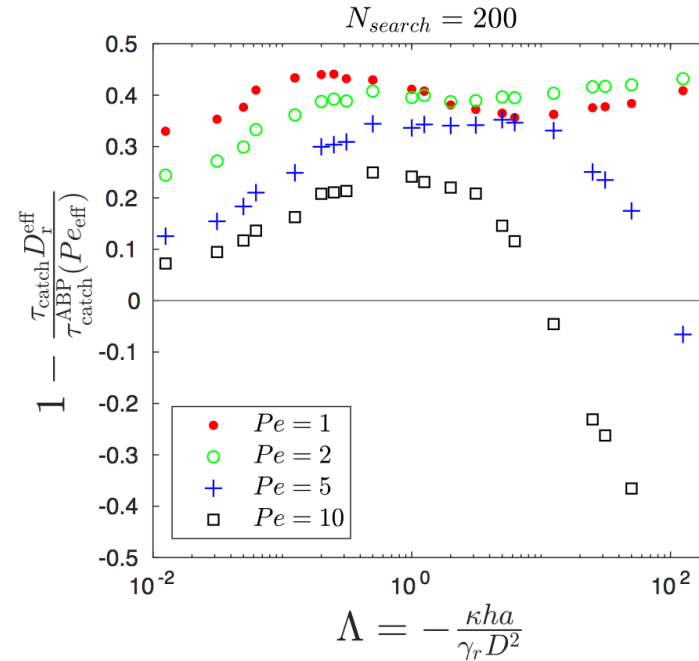 N_search = 200
1 − τ_catch D_r^eff / τ_catch^ABP (Pe_eff)
0.5
0.4
0.3
0.2
0.1
0
-0.1
-0.2
-0.3
-0.4
-0.5
Pe = 1
Pe = 2
Pe = 5
Pe = 10
10^-2 10^0 10^2
Λ = − κha / γ_r D^2